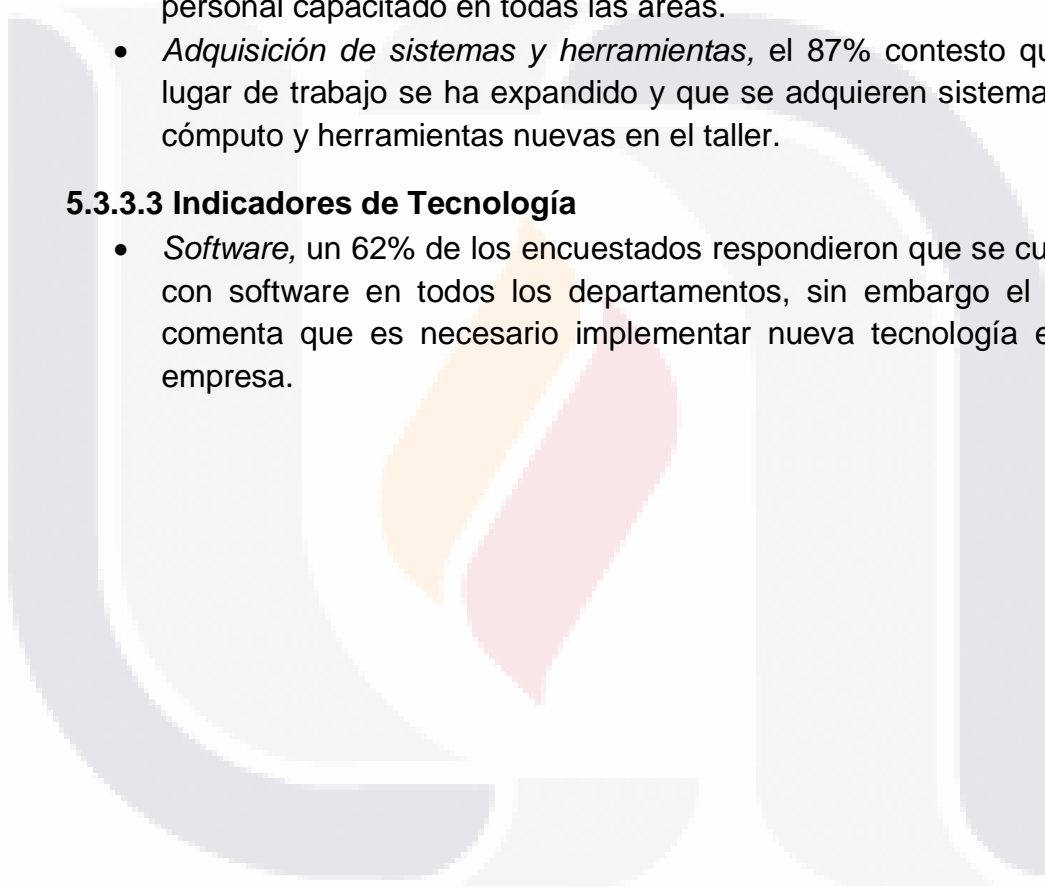 personal capacitado en todas las áreas.
• Adquisición de sistemas y herramientas, el 87% contesto
lugar de trabajo se ha expandido y que se adquieren
cómputo y herramientas nuevas en el taller.
5.3.3.3 Indicadores de Tecnología
• Software, un 62% de los encuestados respondieron que se
con software en todos los departamentos, sin embargo el
comenta que es necesario implementar nueva tecnología
empresa.